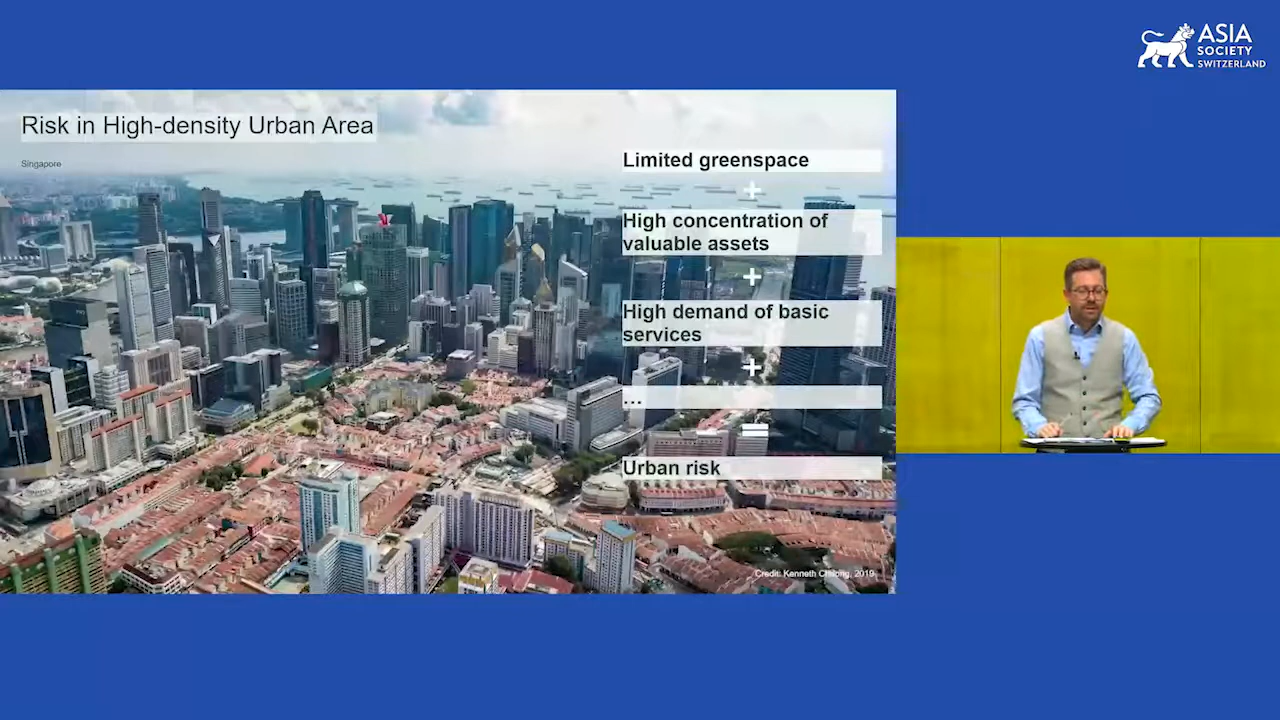 ASIA
SOCIETY
SWITZERLAND
Risk in High-density Urban Area
Singapore
Limited greenspace
+
High concentration of
valuable assets
+
High demand of basic
services
+
...
=
Urban risk
Credit: Kenneth
2019